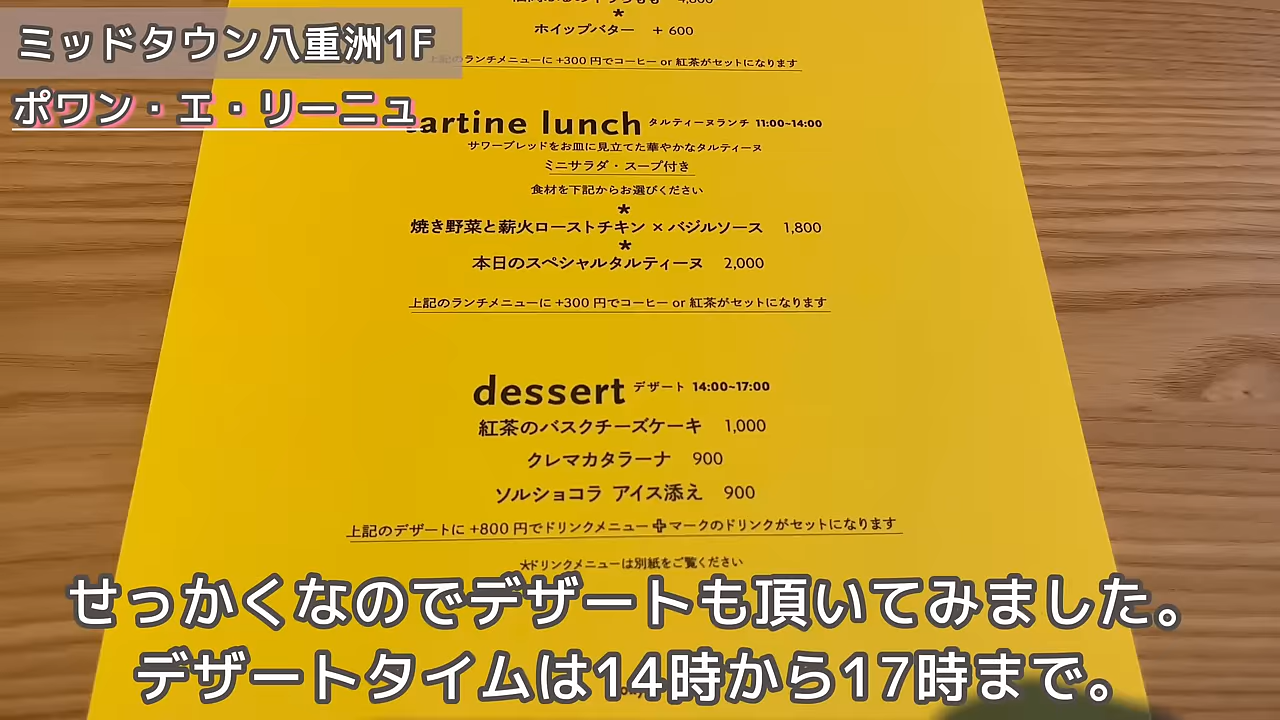 ミッドタウン八重洲1F
ポワン・エ・リーニュ
*
ホイップバター +600
ランチメニューに+300円でコーヒー or 紅茶がセットになります
tartine lunch タルティーヌランチ 11:00~14:00
サワーブレッドをお皿に見立てた華やかなタルティーヌ
ミニサラダ・スープ付き
食材を下記からお選びください
*
焼き野菜と薪火ローストチキン×バジルソース 1,800
*
本日のスペシャルタルティーヌ 2,000
上記のランチメニューに+300円でコーヒー or 紅茶がセットになります
dessert デザート 14:00~17:00
紅茶のバスクチーズケーキ 1,000
クレマカタラーナ 900
ソルショコラ アイス添え 900
上記のデザートに+800円でドリンクメニュー✚マークのドリンクがセットになります
*ドリンクメニューは別紙をご覧ください
せっかくなのでデザートも頂いてみました。
デザートタイムは14時から17時まで。